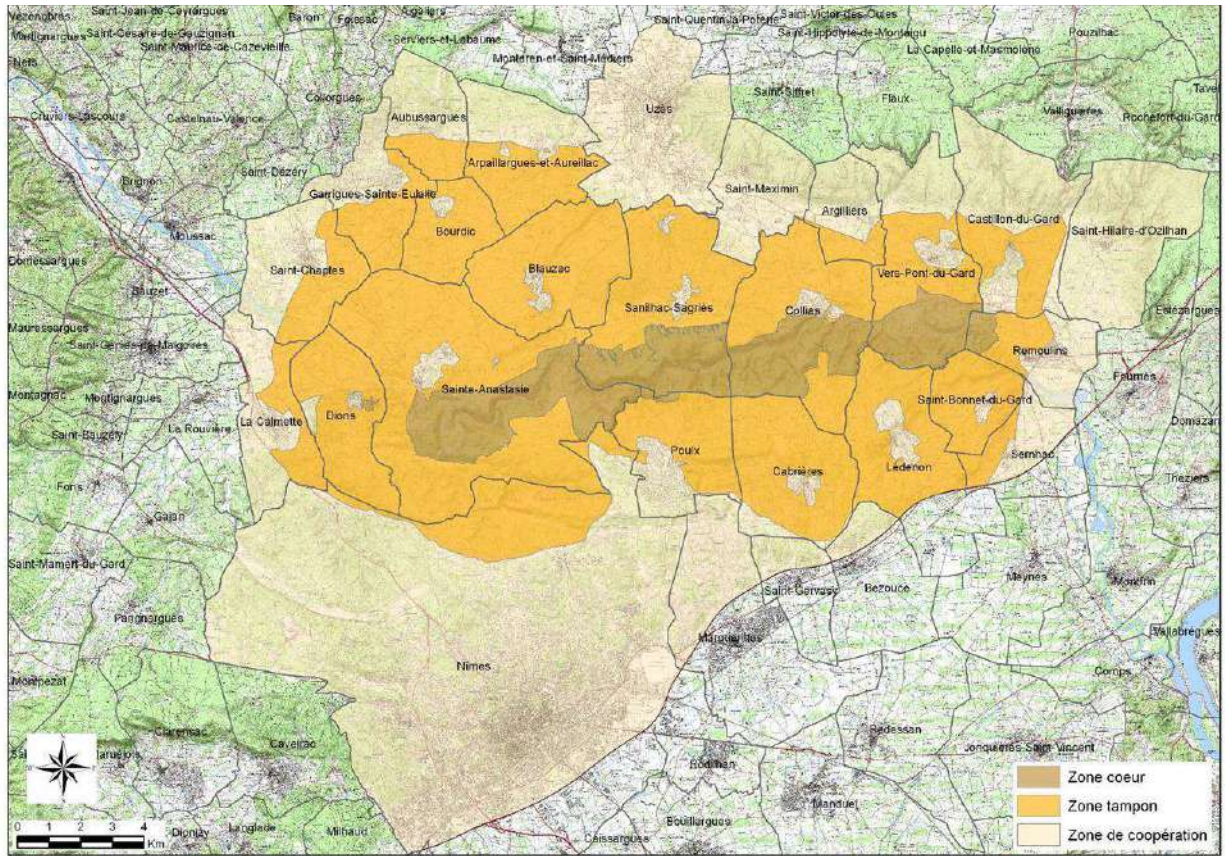 Vézénobres
Saint-Jean-de-Ceyrargues
Baron
Foissac
Aigaliers
Saint-Quentin-la-Poterie
Saint-Victor-des-Oules
Martignargues
Saint-Césaire-de-Gauzignan
Saint-Maurice-de-Cazevieille
Serviers-et-Labaume
Saint-Hippolyte-de-Montaigu
Pouzilhac
Ners
Montaren-et-Saint-Médiers
La Capelle-et-Masmolène
Collorgues
Saint-Siffret
Flaux
Tavel
Cruviers-Lascours
Castelnau-Valence
Aubussargues
Uzès
Valliguières
Rochefort-du-Gard
Brignon
Saint-Dézéry
Arpaillargues-et-Aureillac
Garrigues-Sainte-Eulalie
Saint-Maximin
Argilliers
Castillon-du-Gard
Moussac
Bourdic
Saint-Hilaire-d'Ozilhan
Domessargues
Saint-Chaptes
Blauzac
Vers-Pont-du-Gard
Bauzet
Sanilhac-Sagriès
Collias
Estézargues
Mauressargues
Saint-Géniès-de-Malgoirès
Remoulins
Fournès
Montagnac
Montignargues
Sainte-Anastasie
Saint-Bonnet-du-Gard
La Rouvière
La Calmette
Dions
Domazan
Saint-Bauzély
Poulx
Sernhac
Fons
Cabrières
Lédenon
Théziers
Gajan
Saint-Mamert-du-Gard
Saint-Gervasy
Bezouce
Meynes
Montfrin
Parignargues
Marguerittes
Vallabrègues
Nîmes
Montpezat
Comps
Clarensac
Caveirac
Redessan
Jonquières-Saint-Vincent
Rodilhan
Manduel
Zone coeur
Zone tampon
Zone de coopération
0 1 2 3 4
Km
Langlade
Milhaud
Bouillargues
Caissargues